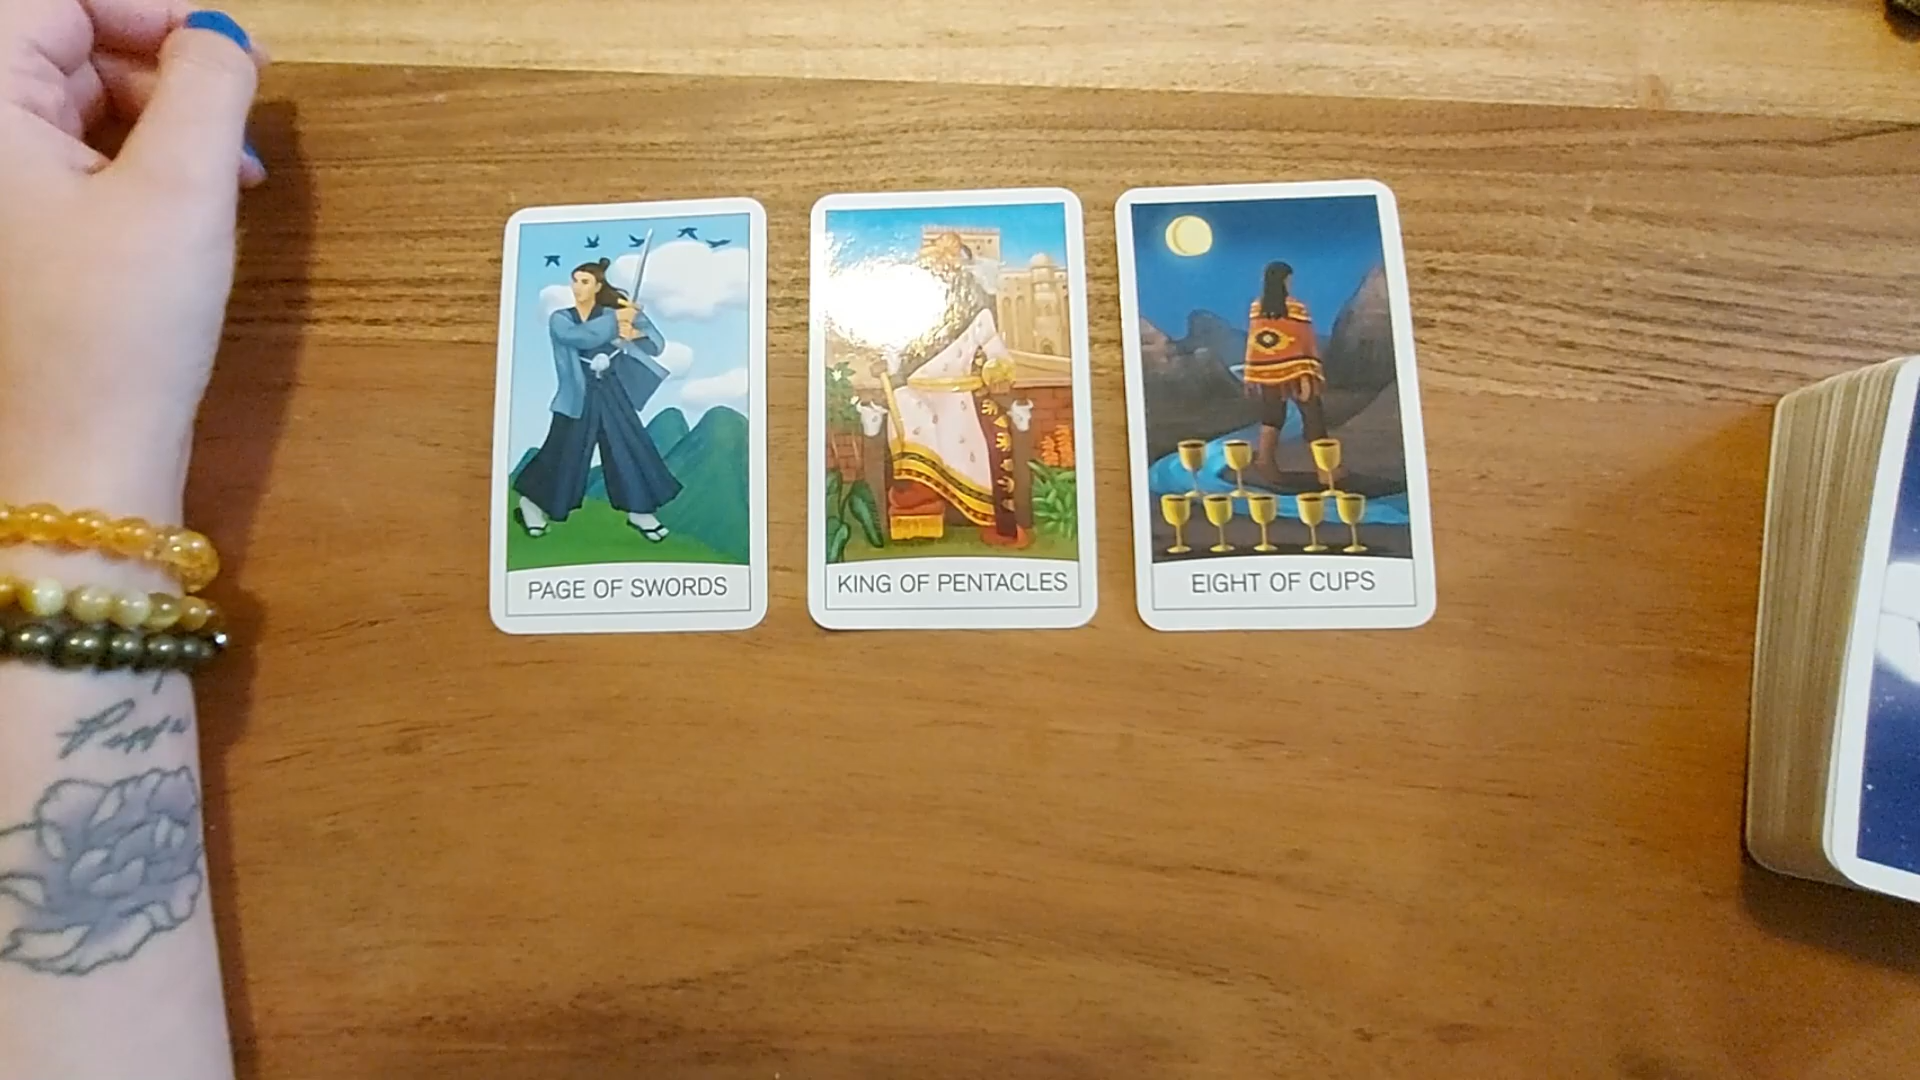 PAGE OF SWORDS
KING OF PENTACLES
EIGHT OF CUPS